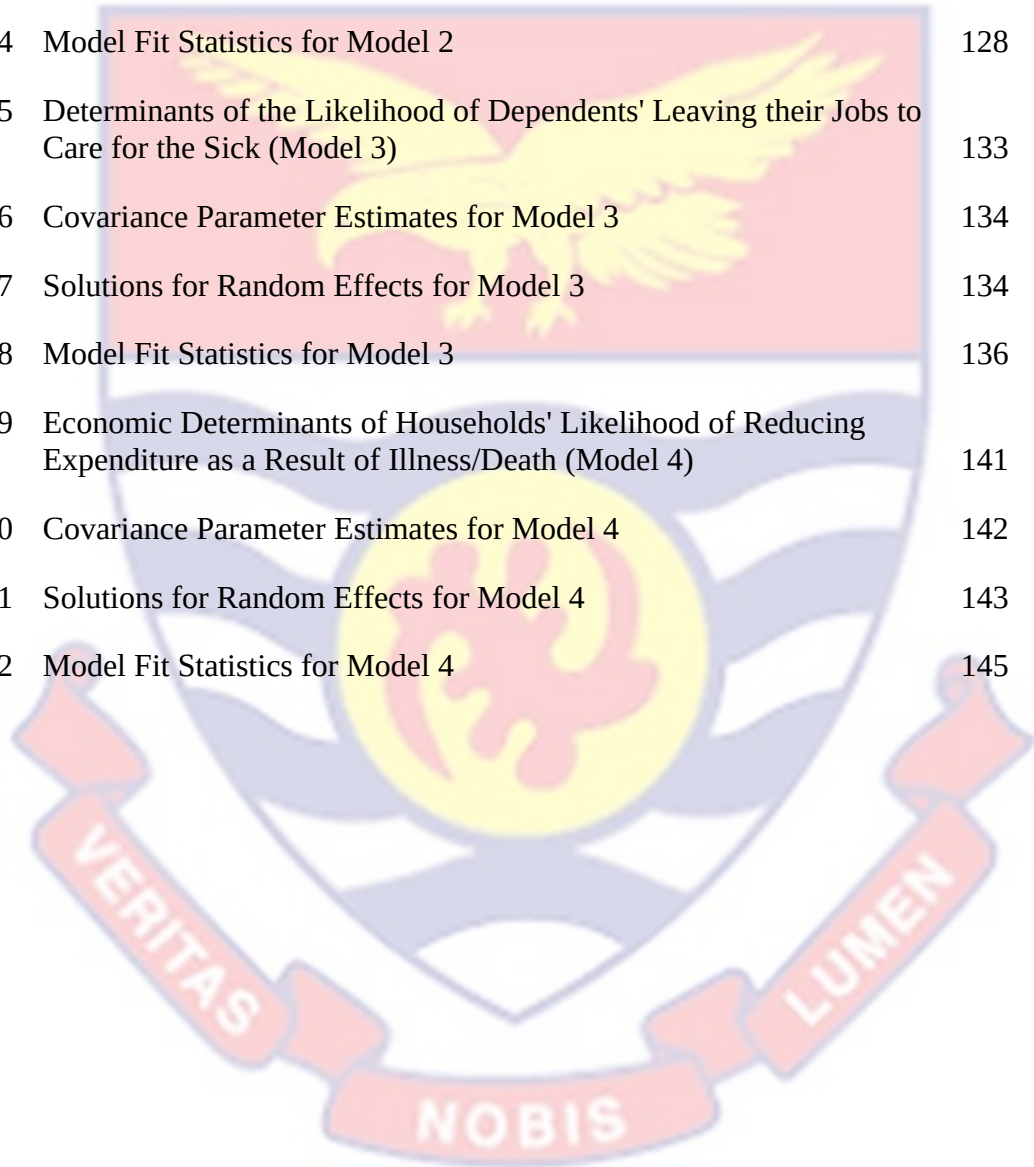 4 Model Fit Statistics for Model 2 128
5 Determinants of the Likelihood of Dependents' Leaving their Jobs to
Care for the Sick (Model 3) 133
6 Covariance Parameter Estimates for Model 3 134
7 Solutions for Random Effects for Model 3 134
8 Model Fit Statistics for Model 3 136
9 Economic Determinants of Households' Likelihood of Reducing
Expenditure as a Result of Illness/Death (Model 4) 141
0 Covariance Parameter Estimates for Model 4 142
1 Solutions for Random Effects for Model 4 143
2 Model Fit Statistics for Model 4 145
VERITAS
NOBIS
LUMEN